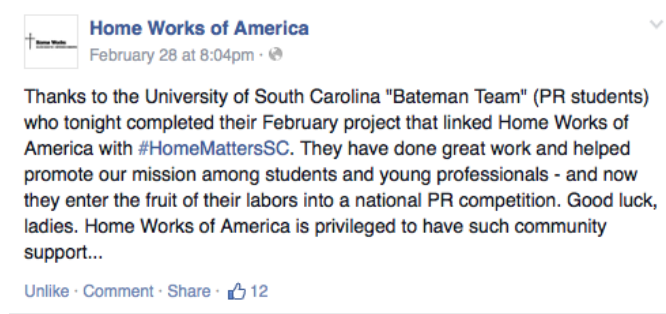 Home Works of America
February 28 at 8:04pm ·
Thanks to the University of South Carolina "Bateman Team" (PR students)
who tonight completed their February project that linked Home Works of
America with #HomeMattersSC. They have done great work and helped
promote our mission among students and young professionals - and now
they enter the fruit of their labors into a national PR competition. Good luck,
ladies. Home Works of America is privileged to have such community
support...
Unlike · Comment · Share · 12